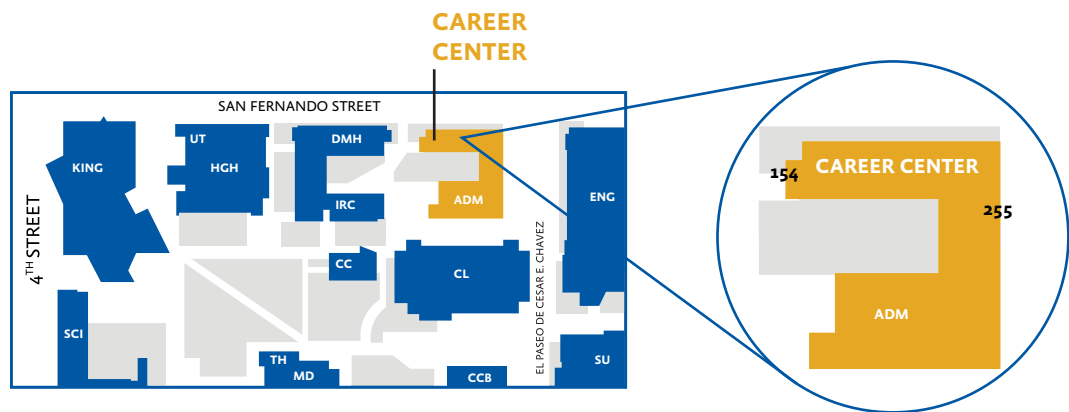 CAREER
CENTER
SAN FERNANDO STREET
UT
DMH
KING
HGH
IRC
ADM
ENG
4TH STREET
CC
CL
EL PASEO DE CESAR E. CHAVEZ
SCI
TH
MD
CCB
SU
154
CAREER CENTER
255
ADM